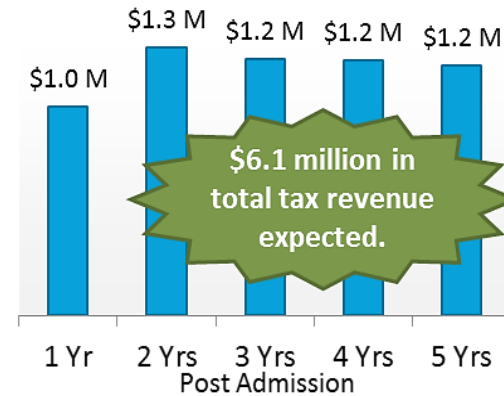 $1.3 M
$1.2 M $1.2 M $1.2 M
$1.0 M
$6.1 million in
total tax revenue
expected.
1 Yr 2 Yrs 3 Yrs 4 Yrs 5 Yrs
Post Admission